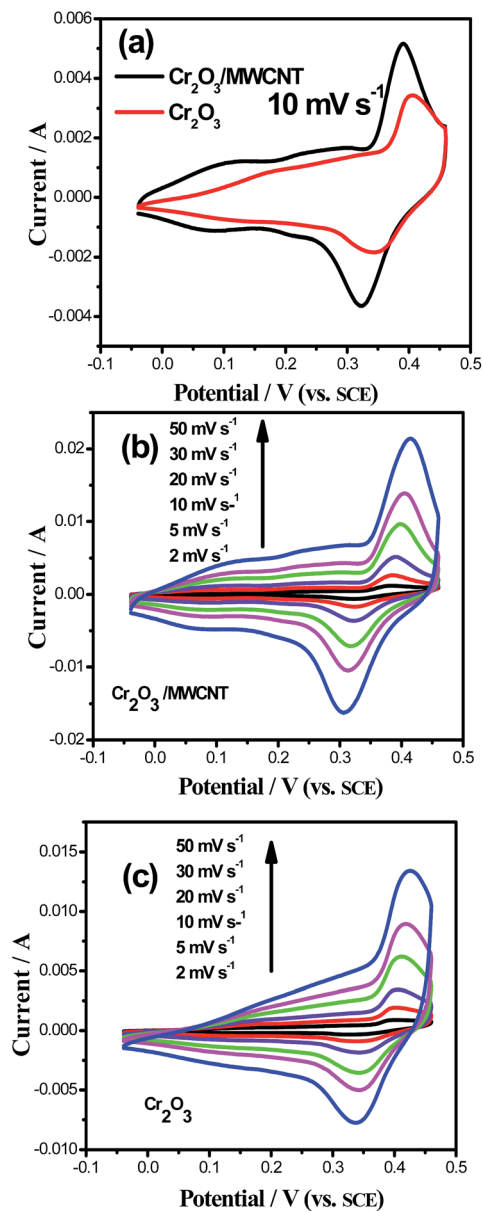 0.006
(a)
Cr₂O₃/MWCNT
0.004
10 mV s⁻¹
Cr₂O₃
0.002
0.000
-0.002
-0.004
Current / A
-0.1 0.0 0.1 0.2 0.3 0.4 0.5
Potential / V (vs. SCE)
(b)
50 mV s⁻¹
30 mV s⁻¹
20 mV s⁻¹
10 mV s-¹
5 mV s⁻¹
2 mV s⁻¹
0.02
0.01
0.00
-0.01
-0.02
Current / A
Cr₂O₃/MWCNT
-0.1 0.0 0.1 0.2 0.3 0.4 0.5
Potential / V (vs. SCE)
0.015
(c)
50 mV s⁻¹
30 mV s⁻¹
20 mV s⁻¹
10 mV s-¹
5 mV s⁻¹
2 mV s⁻¹
0.010
0.005
0.000
-0.005
-0.010
Current / A
Cr₂O₃
-0.1 0.0 0.1 0.2 0.3 0.4 0.5
Potential / V (vs. SCE)